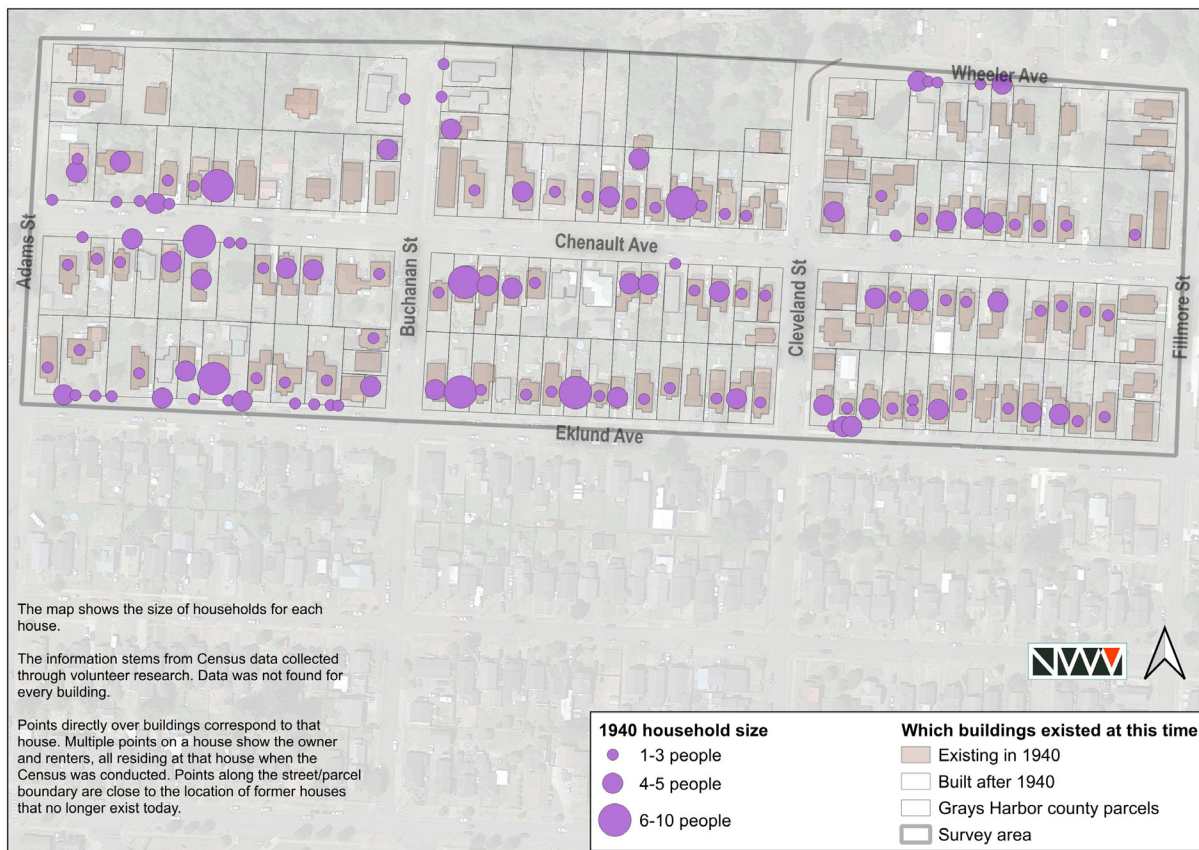 Wheeler Ave
Adams St
Buchanan St
Chenault Ave
Cleveland St
Fillmore St
Eklund Ave
The map shows the size of households for each
house.
The information stems from Census data collected
through volunteer research. Data was not found for
every building.
Points directly over buildings correspond to that
house. Multiple points on a house show the owner
and renters, all residing at that house when the
Census was conducted. Points along the street/parcel
boundary are close to the location of former houses
that no longer exist today.
NWV
1940 household size
1-3 people
4-5 people
6-10 people
Which buildings existed at this time
Existing in 1940
Built after 1940
Grays Harbor county parcels
Survey area